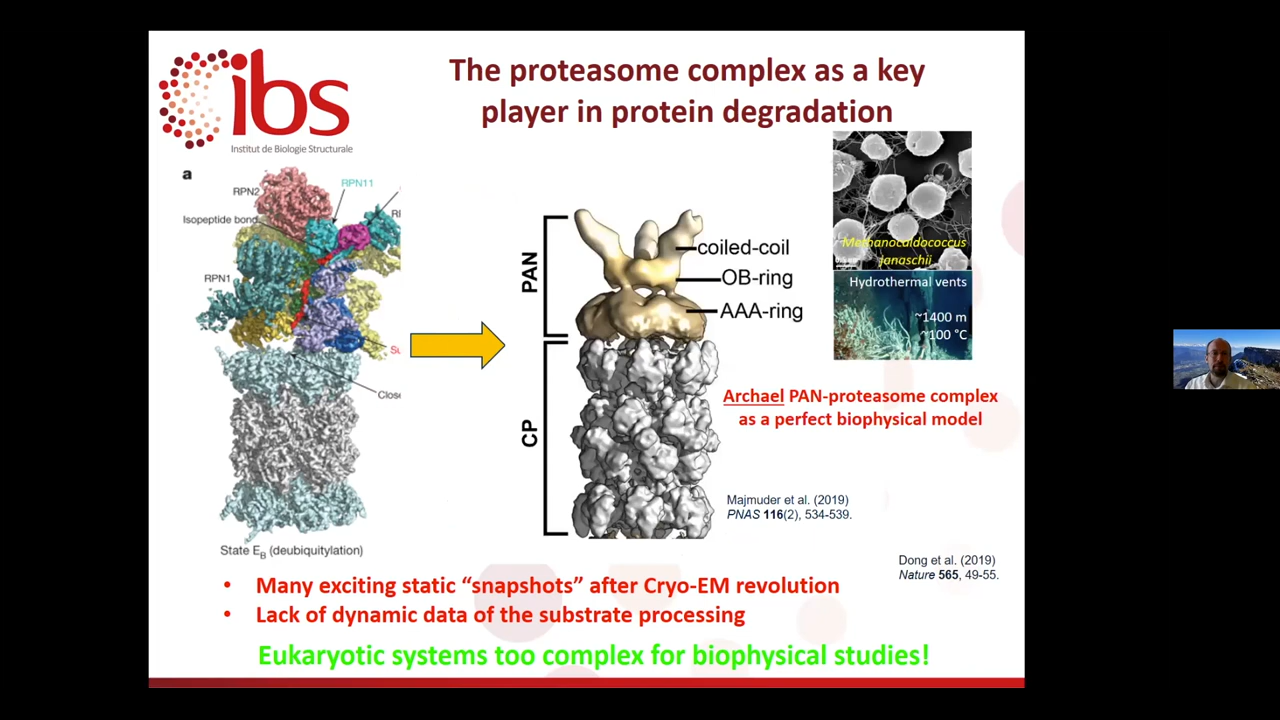 ibs
Institut de Biologie Structurale
The proteasome complex as a key
player in protein degradation
a
RPN2
RPN11
Isopeptide bond
RPN1
Close
State EB (deubiquitylation)
PAN
CP
coiled-coil
OB-ring
AAA-ring
Methanocaldococcus
Janaschii
Hydrothermal vents
~1400 m
~100 °C
Archael PAN-proteasome complex
as a perfect biophysical model
Majmuder et al. (2019)
PNAS 116(2), 534-539.
Dong et al. (2019)
Nature 565, 49-55.
• Many exciting static “snapshots” after Cryo-EM revolution
• Lack of dynamic data of the substrate processing
Eukaryotic systems too complex for biophysical studies!